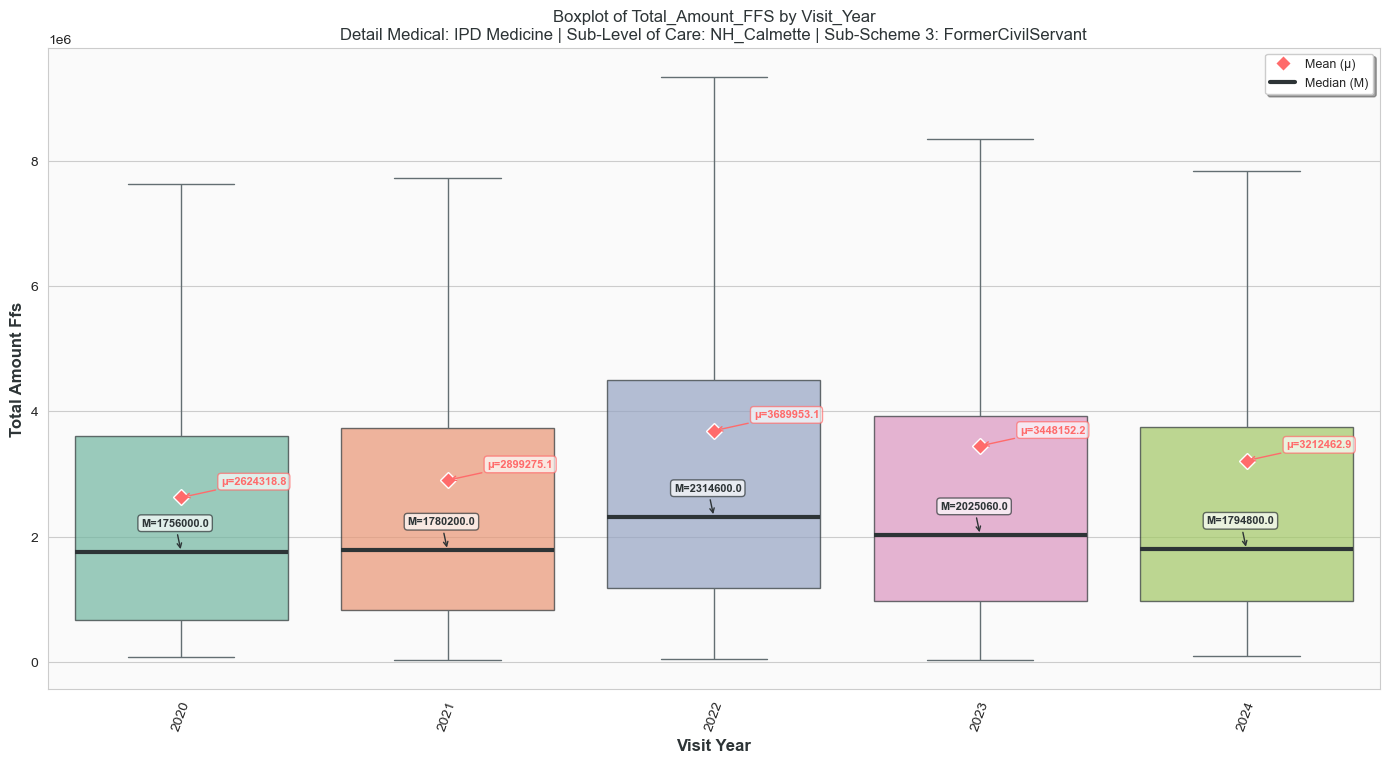 Boxplot of Total_Amount_FFS by Visit_Year
Detail Medical: IPD Medicine | Sub-Level of Care: NH_Calmette | Sub-Scheme 3: FormerCivilServant
1e6
Mean (μ)
Median (M)
8
6
4
2
0
Total Amount Ffs
μ=2624318.8
M=1756000.0
μ=2899275.1
M=1780200.0
μ=3689953.1
M=2314600.0
μ=3448152.2
M=2025060.0
μ=3212462.9
M=1794800.0
2020
2021
2022
2023
2024
Visit Year